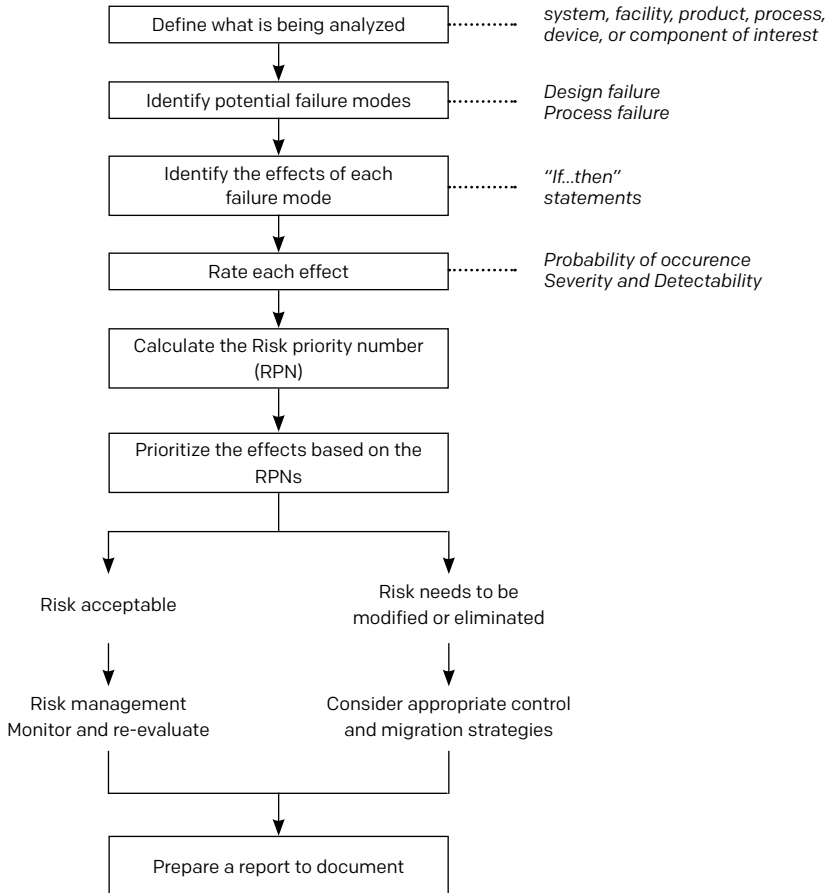 Define what is being analyzed
system, facility, product, process,
device, or component of interest
Identify potential failure modes
Design failure
Process failure
Identify the effects of each
failure mode
“If...then”
statements
Rate each effect
Probability of occurence
Severity and Detectability
Calculate the Risk priority number
(RPN)
Prioritize the effects based on the
RPNs
Risk acceptable
Risk needs to be
modified or eliminated
Risk management
Monitor and re-evaluate
Consider appropriate control
and migration strategies
Prepare a report to document